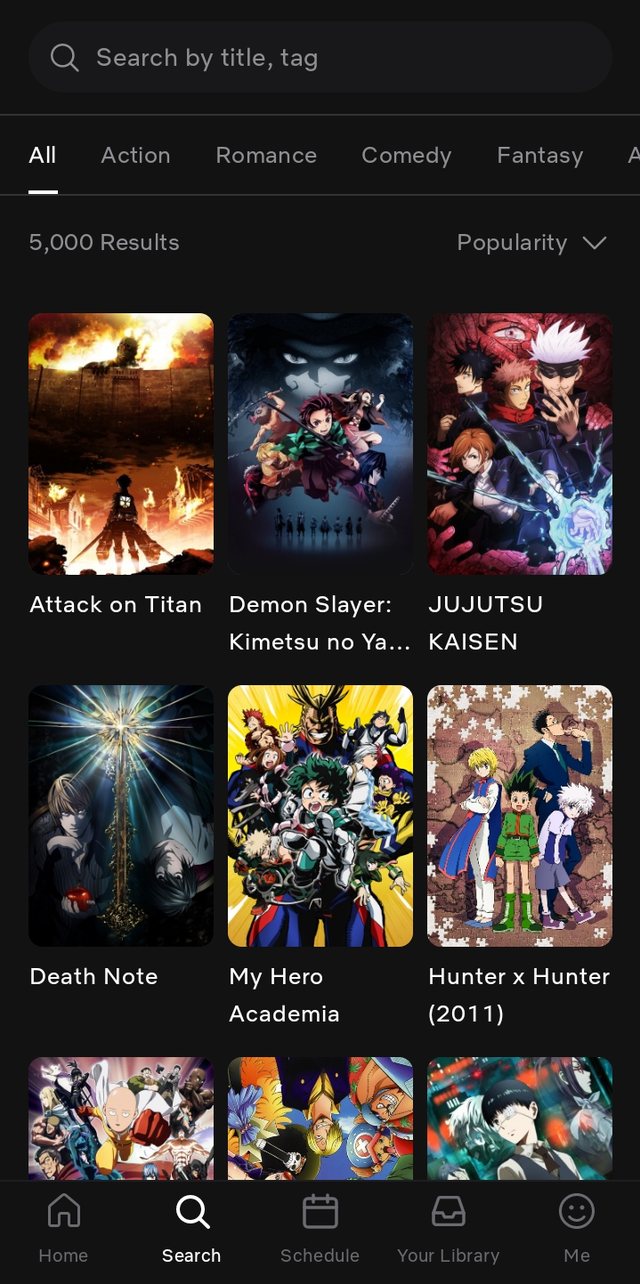 Search by title, tag
All Action Romance Comedy Fantasy A
5,000 Results Popularity
Attack on Titan
Demon Slayer:
Kimetsu no Ya...
JUJUTSU
KAISEN
Death Note
My Hero
Academia
Hunter x Hunter
(2011)
Home Search Schedule Your Library Me